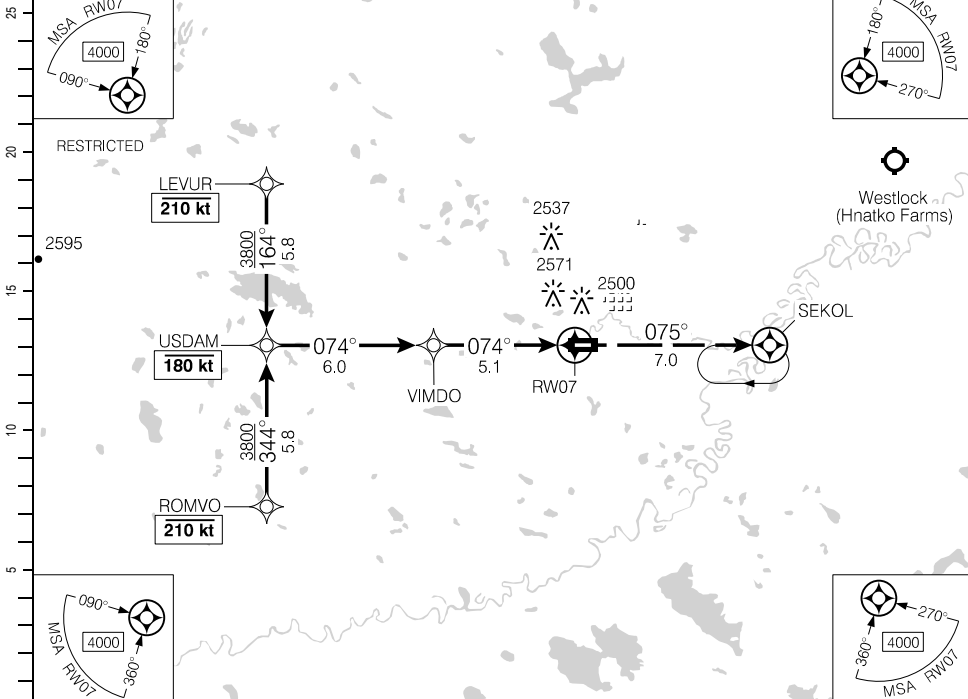 25
20
15
10
5
MSA RW07
4000
180°
090°
MSA RW07
4000
180°
270°
RESTRICTED
2595
LEVUR
210 kt
3800
164°
5.8
2537
2571
2500
Westlock
(Hnatko Farms)
USDAM
180 kt
074°
6.0
VIMDO
074°
5.1
RW07
075°
7.0
SEKOL
3800
344°
5.8
ROMVO
210 kt
090°
4000
360°
MSA RW07
270°
4000
360°
MSA RW07